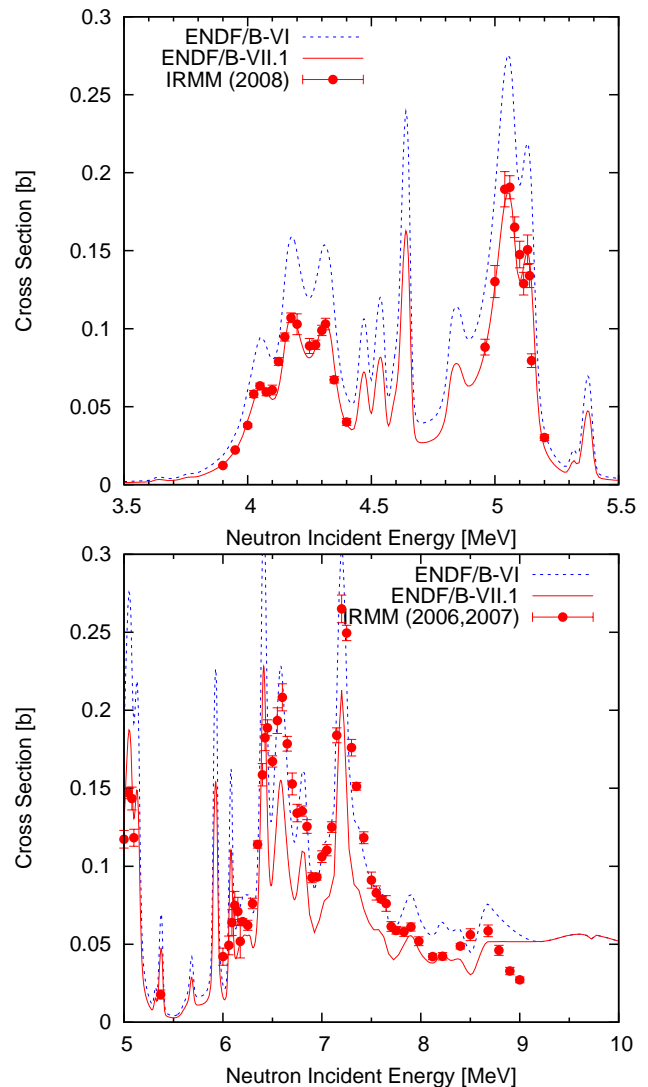 ENDF/B-VI
ENDF/B-VII.1
IRMM (2008)
0.3
0.25
0.2
0.15
0.1
0.05
0
Cross Section [b]
3.5 4 4.5 5 5.5
Neutron Incident Energy [MeV]
ENDF/B-VI
ENDF/B-VII.1
IRMM (2006,2007)
0.3
0.25
0.2
0.15
0.1
0.05
0
Cross Section [b]
5 6 7 8 9 10
Neutron Incident Energy [MeV]